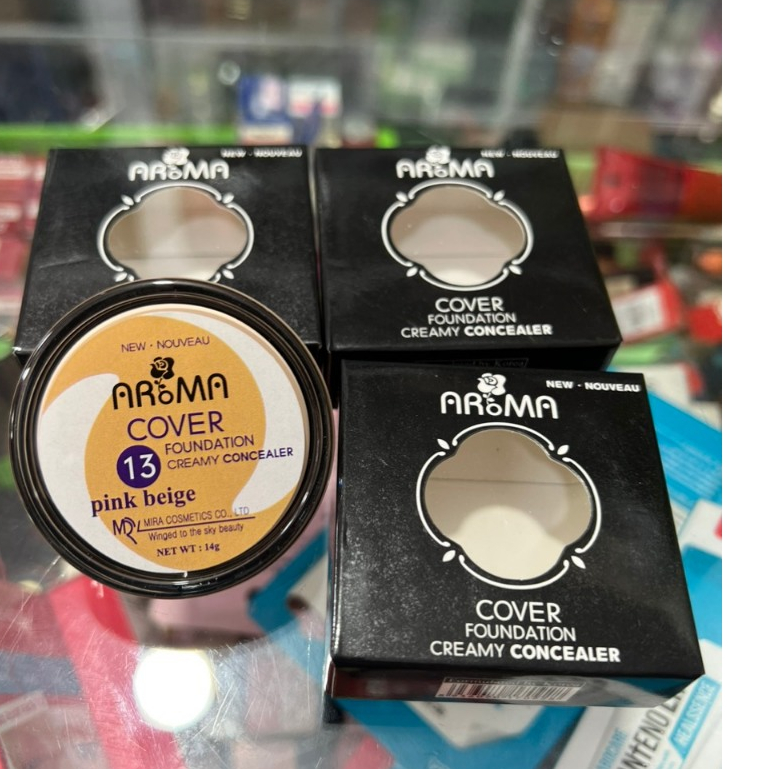 NEW - NOUVEAU
AROMA
NEW - NOUVEAU
AROMA
COVER
FOUNDATION
CREAMY CONCEALER
NEW · NOUVEAU
AROMA
COVER
FOUNDATION
13
CREAMY CONCEALER
pink beige
MR MIRA COSMETICS CO., LTD
Winged to the sky beauty
NET WT : 14g
NEW - NOUVEAU
AROMA
COVER
FOUNDATION
CREAMY CONCEALER